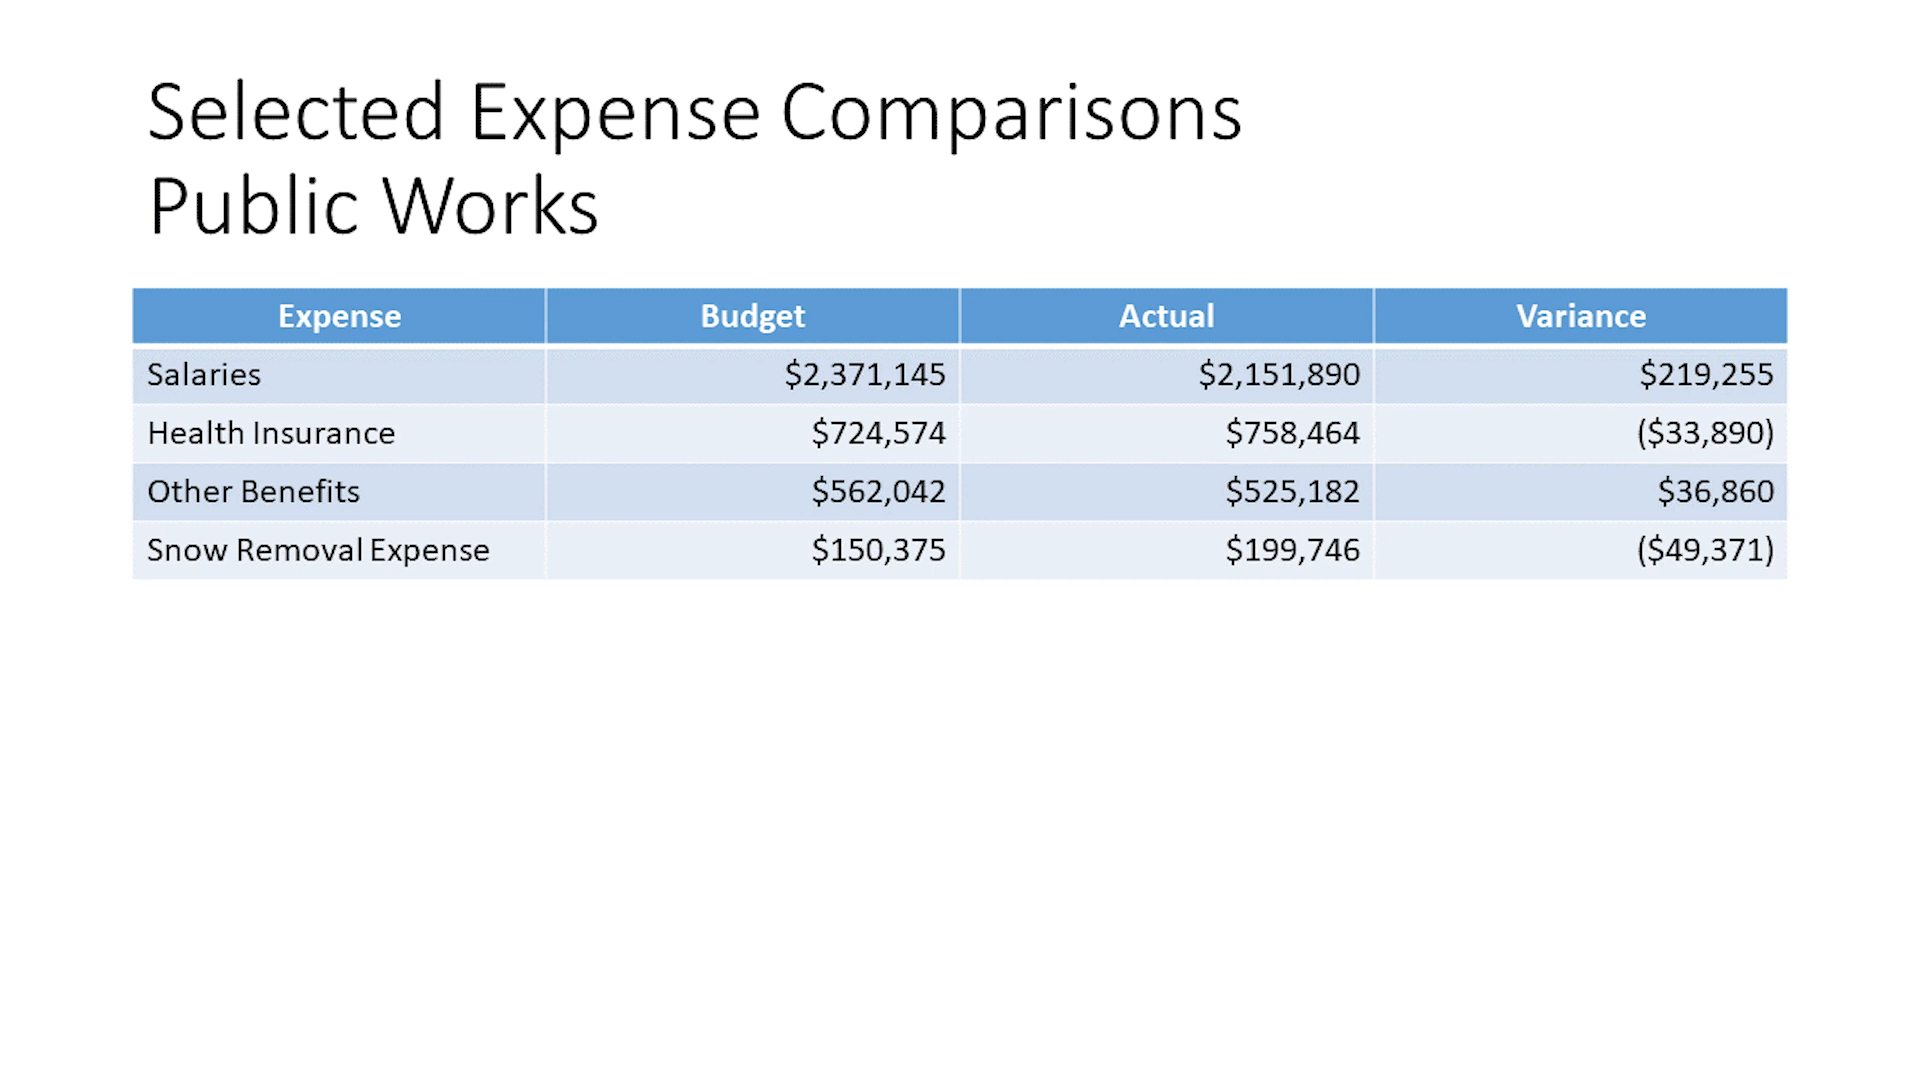 Selected Expense Comparisons
Public Works
Expense Budget Actual Variance
Salaries $2,371,145 $2,151,890 $219,255
Health Insurance $724,574 $758,464 ($33,890)
Other Benefits $562,042 $525,182 $36,860
Snow Removal Expense $150,375 $199,746 ($49,371)